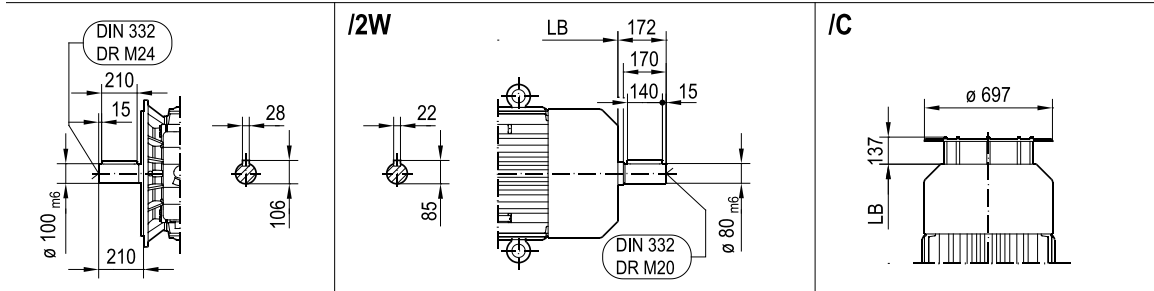 DIN 332
DR M24
210
15
ø 100 m6
210
28
106
/2W
LB
172
170
140
15
22
85
ø 80 m6
DIN 332
DR M20
/C
ø 697
137
LB